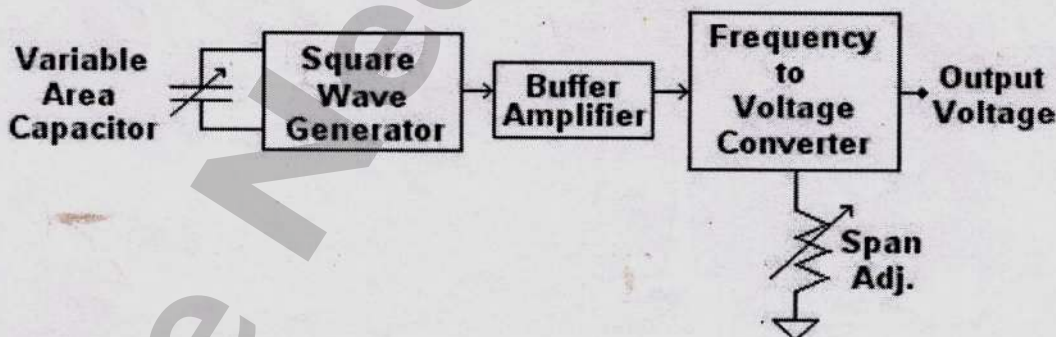 Variable
Area
Capacitor
Square
Wave
Generator
Buffer
Amplifier
Frequency
to
Voltage
Converter
Output
Voltage
Span
Adj.